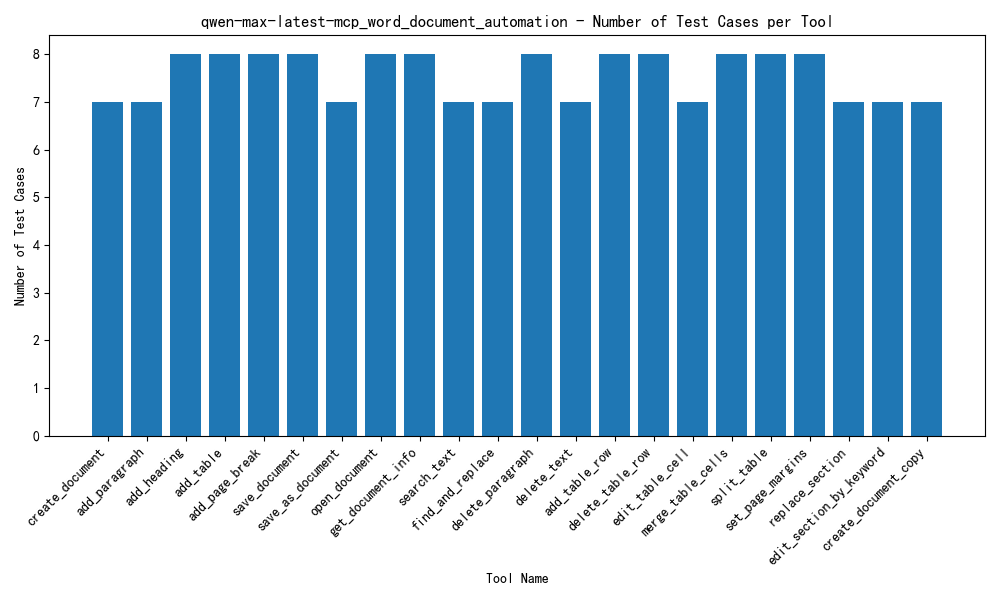 qwen-max-latest-mcp_word_document_automation - Number of Test Cases per Tool
Number of Test Cases
8
7
6
5
4
3
2
1
0
create_document
add_paragraph
add_heading
add_table
add_page_break
save_document
save_as_document
open_document
get_document_info
search_text
find_and_replace
delete_paragraph
delete_text
add_table_row
delete_table_row
edit_table_cell
merge_table_cells
split_table
set_page_margins
replace_section
edit_section_by_keyword
create_document_copy
Tool Name